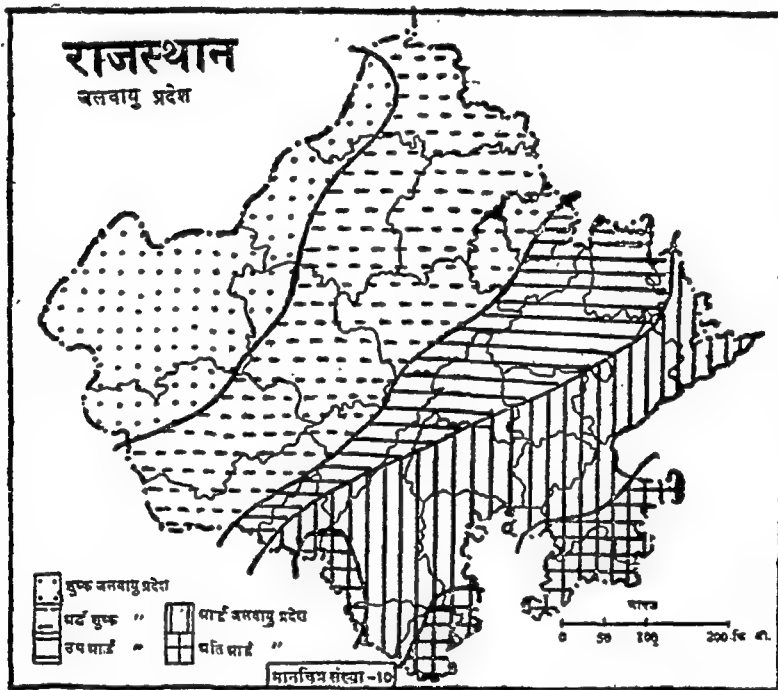 राजस्थान
जलवायु प्रदेश
शुष्क जलवायु प्रदेश
अर्द्ध शुष्क "
उप आर्द्र "
आर्द्र जलवायु प्रदेश
अति आर्द्र "
0 50 100 200 कि. मी.
मानचित्र संख्या-10